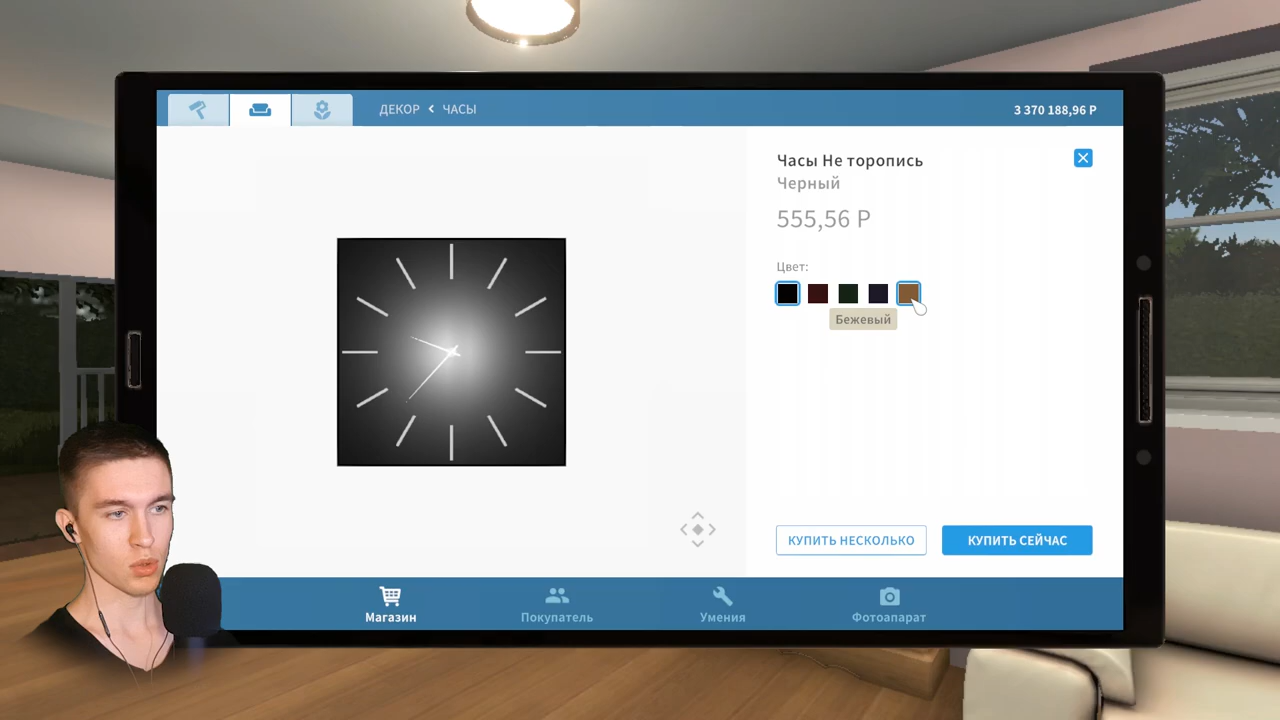 ДЕКОР < ЧАСЫ
3 370 188,96 Р
Часы Не торопись
Черный
555,56 Р
Цвет:
Бежевый
КУПИТЬ НЕСКОЛЬКО
КУПИТЬ СЕЙЧАС
Магазин
Покупатель
Умения
Фотоапарат